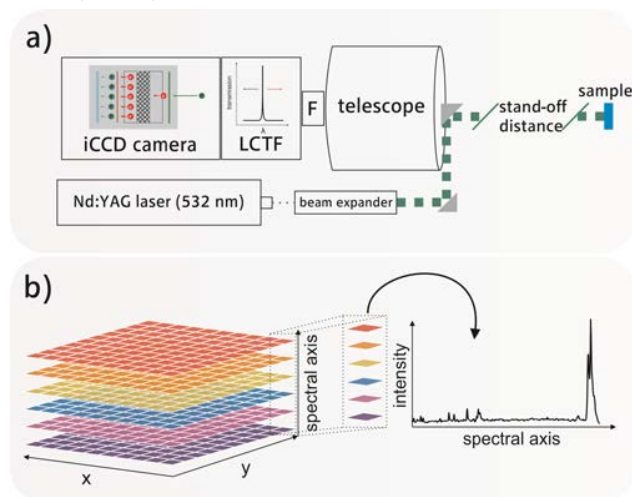 a)
iCCD camera
transmission
λ
LCTF
F
telescope
stand-off
distance
sample
Nd:YAG laser (532 nm)
beam expander
b)
x
y
spectral axis
intensity
spectral axis